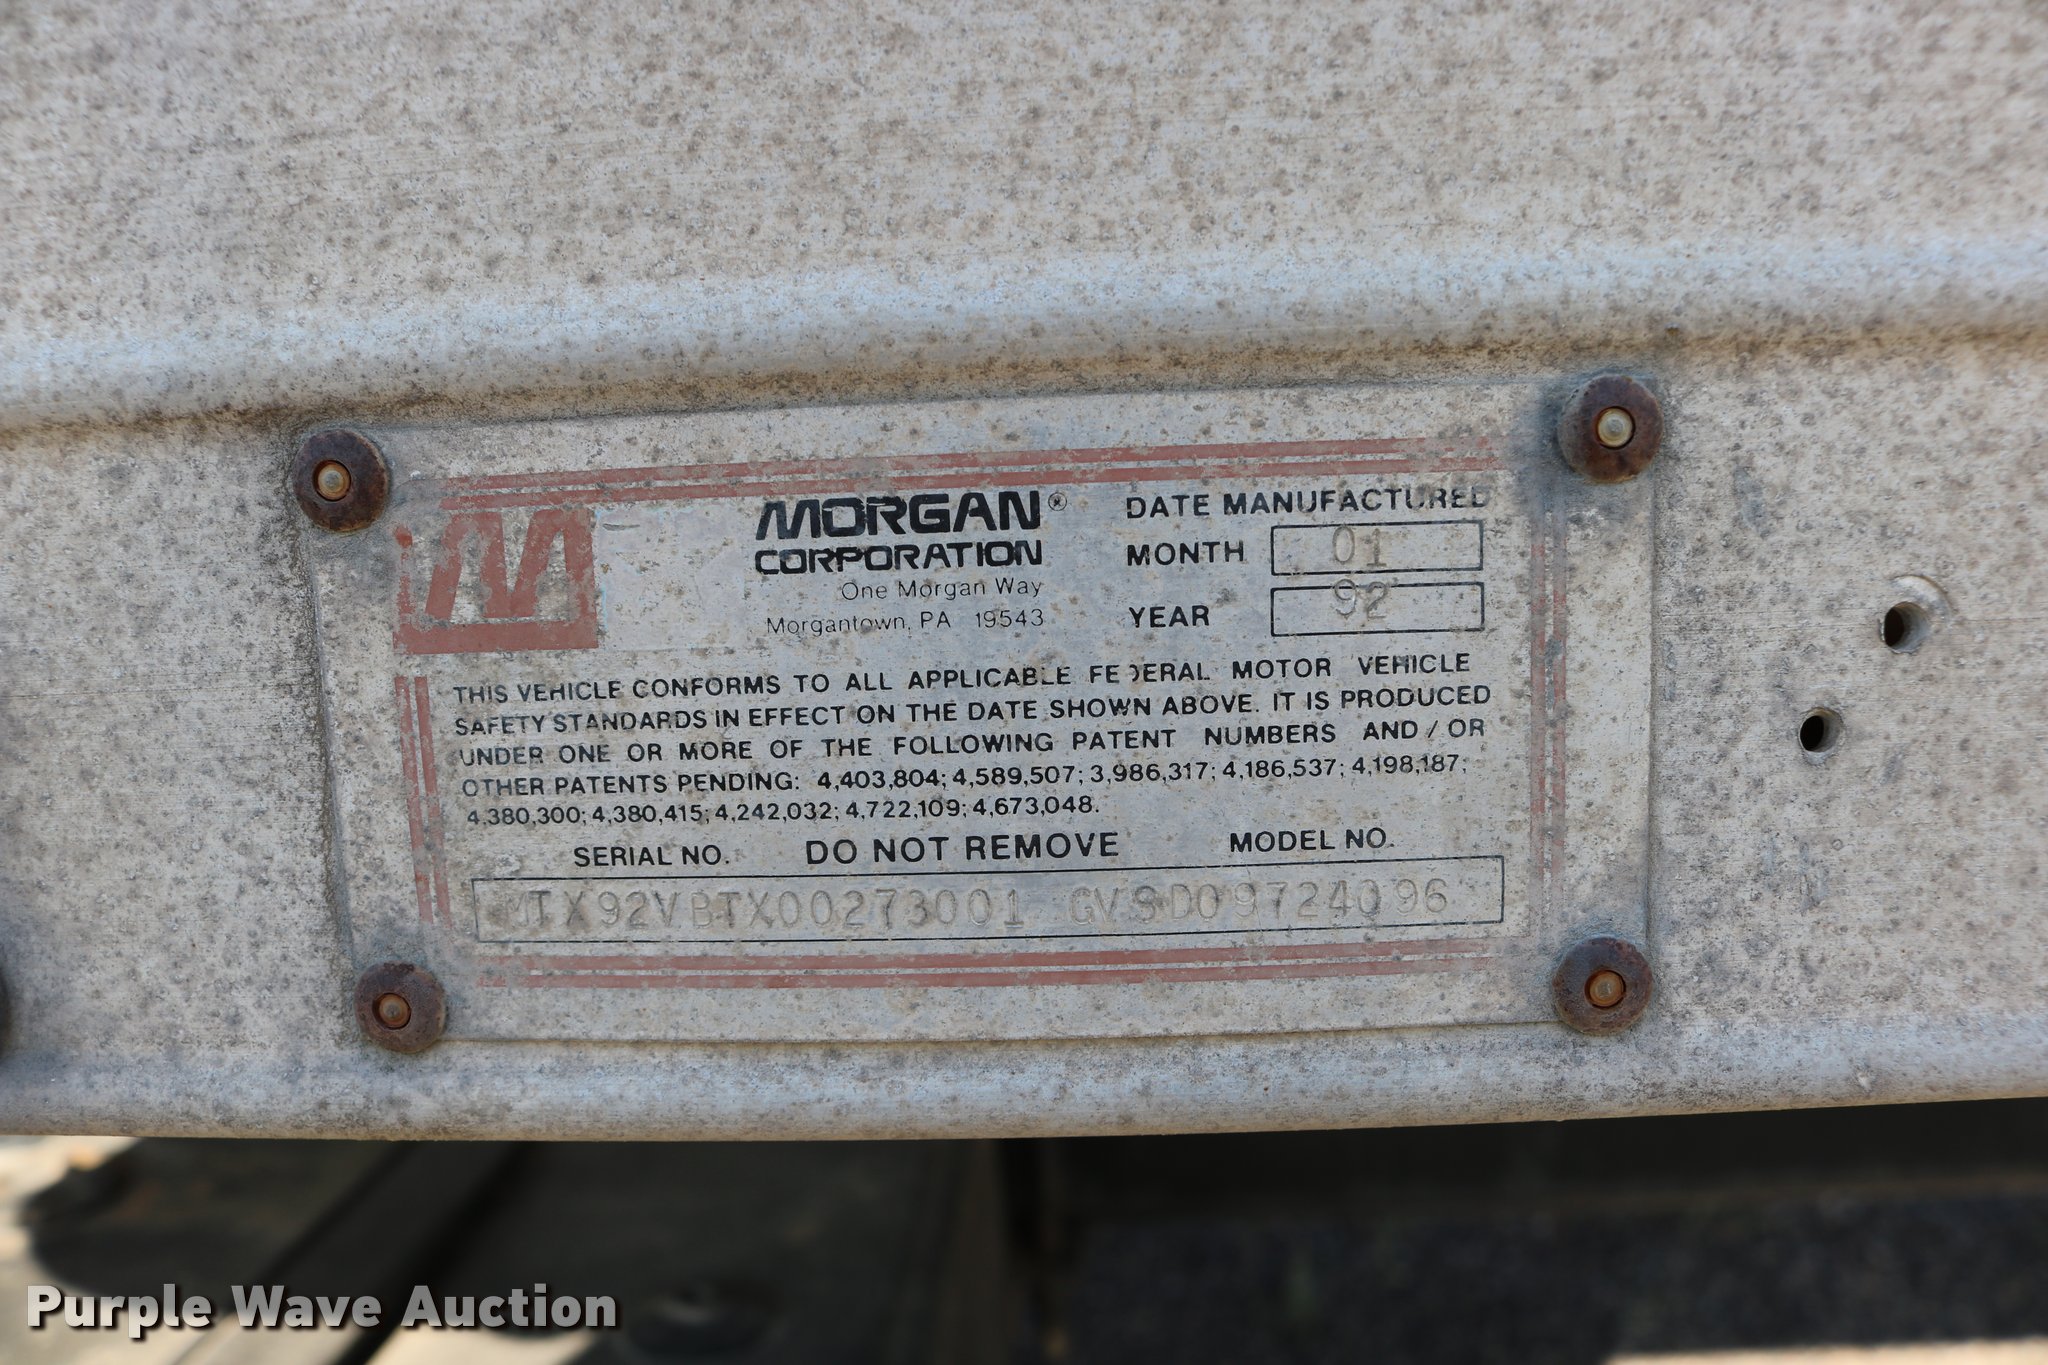 MORGAN®
CORPORATION
One Morgan Way
Morgantown, PA 19543
DATE MANUFACTURED
MONTH 01
YEAR 92
THIS VEHICLE CONFORMS TO ALL APPLICABLE FEDERAL MOTOR VEHICLE
SAFETY STANDARDS IN EFFECT ON THE DATE SHOWN ABOVE. IT IS PRODUCED
UNDER ONE OR MORE OF THE FOLLOWING PATENT NUMBERS AND / OR
OTHER PATENTS PENDING: 4,403,804; 4,589,507; 3,986,317; 4,186,537; 4,198,187;
4,380,300; 4,380,415; 4,242,032; 4,722,109; 4,673,048.
SERIAL NO. DO NOT REMOVE MODEL NO.
MTX92VBTX00273001 GVSD09724096
Purple Wave Auction